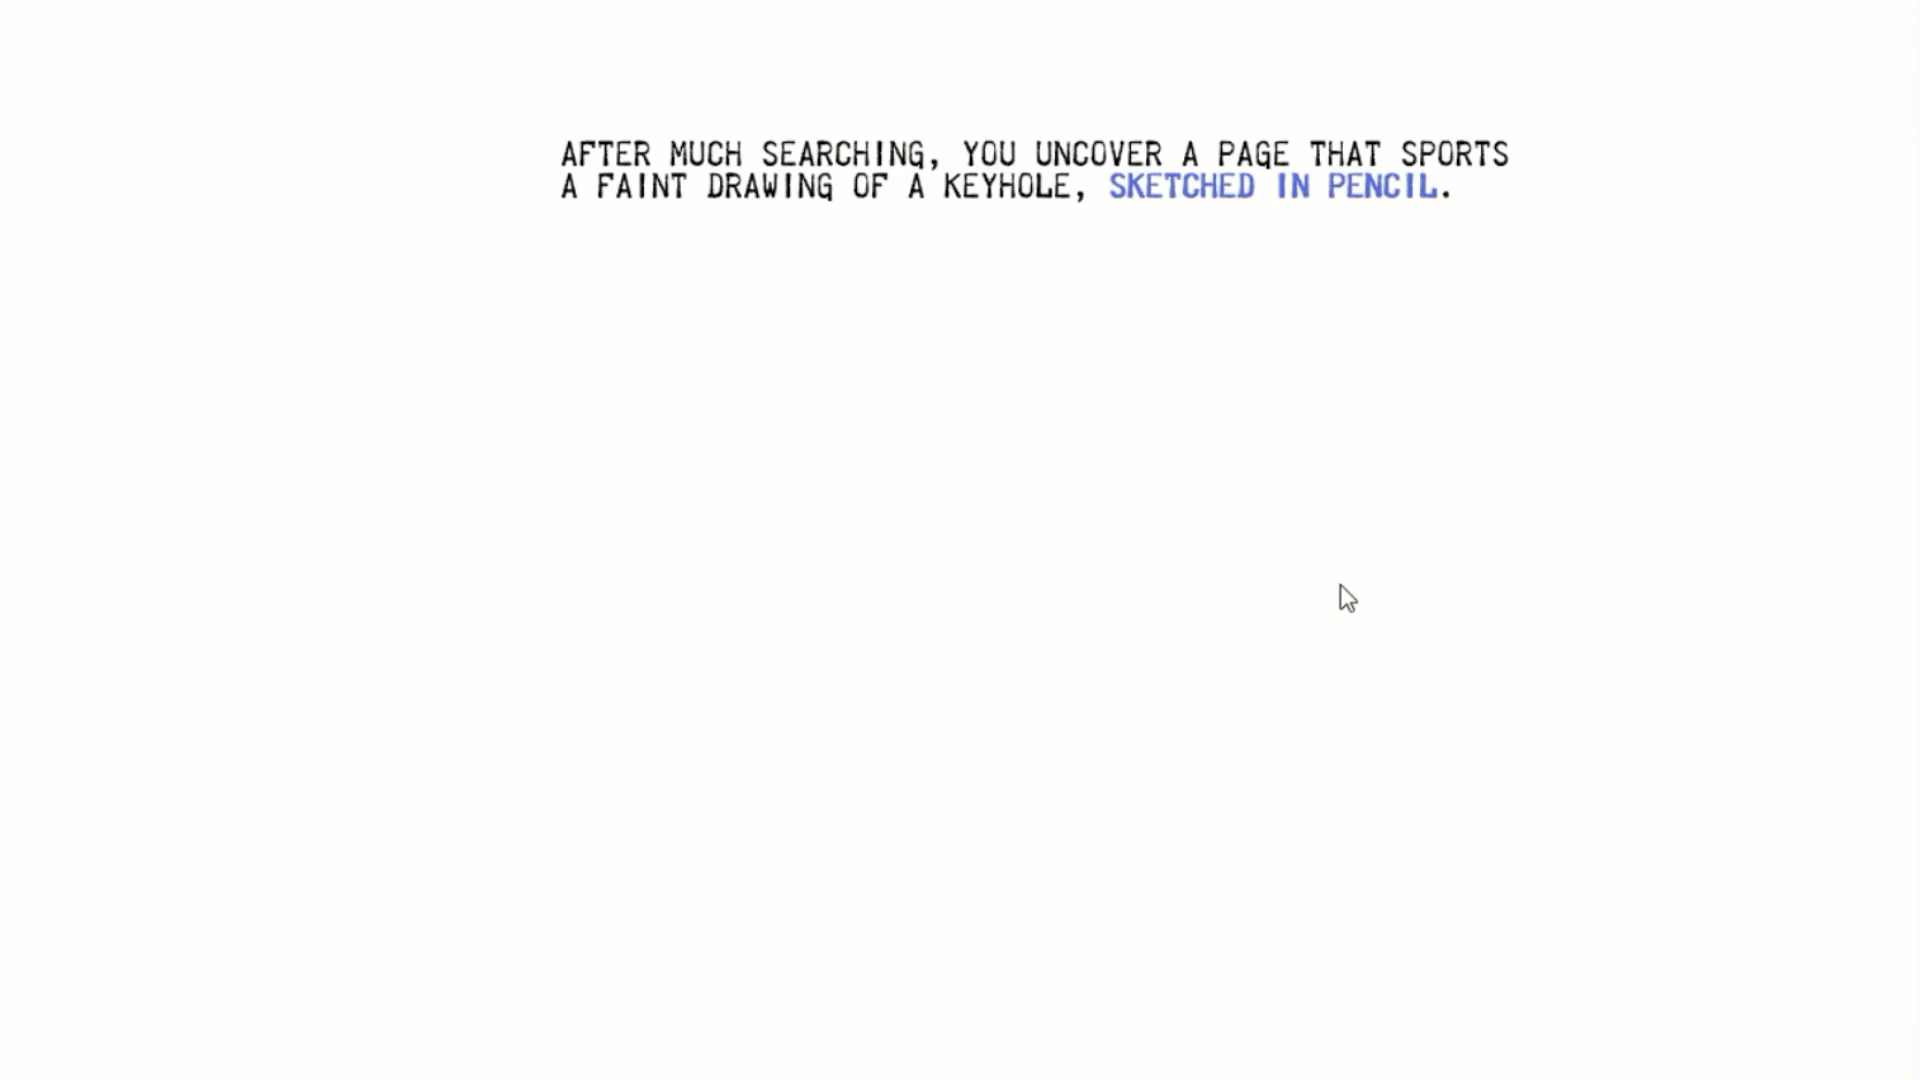 AFTER MUCH SEARCHING, YOU UNCOVER A PAGE THAT SPORTS
A FAINT DRAWING OF A KEYHOLE, SKETCHED IN PENCIL.